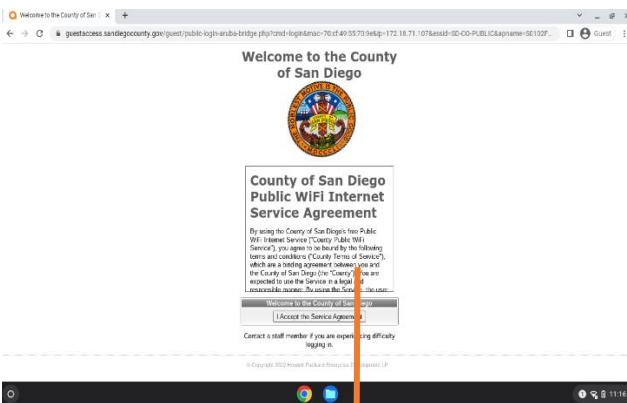 Welcome to the County of San
guestaccess.sandiegocounty.gov/guest/public-login-aruba-bridge.php?cmd=login&mac=70:cf:49:55:70:9e&ip=172.18.71.107&essid=SD-CO-PUBLIC&apname=S0102F...
Guest
Welcome to the County
of San Diego
County of San Diego
Public WiFi Internet
Service Agreement
By using the County of San Diego's free Public
WiFi Internet Service ("County Public WiFi
Service"), you agree to be bound by the following
terms and conditions ("County Terms of Service"),
which are a binding agreement between you and
the County of San Diego (the "County"). You are
expected to use the Service in a legal and
responsible manner. By using the Service, the user
Welcome to the County of San Diego
I Accept the Service Agreement
Contact a staff member if you are experiencing difficulty
logging in.
© Copyright 2022 Hewlett Packard Enterprise Development LP
11:16